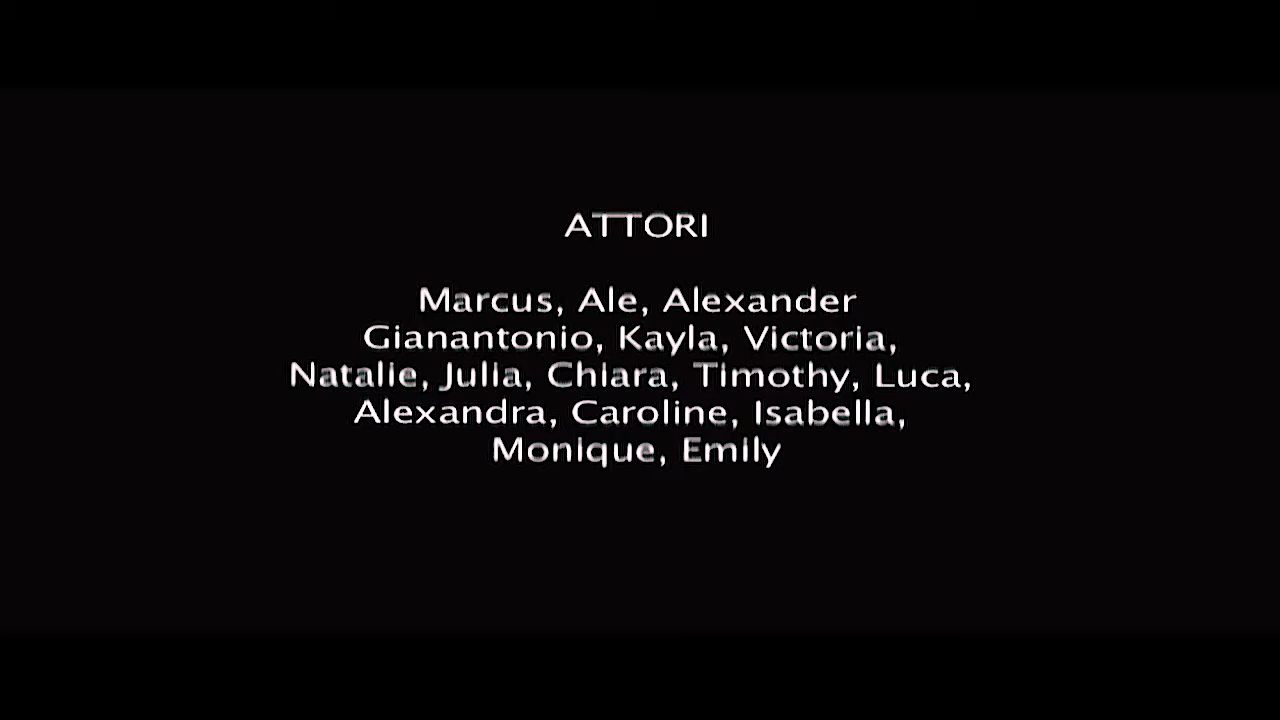 ATTORI
Marcus, Ale, Alexander
Gianantonio, Kayla, Victoria,
Natalie, Julia, Chiara, Timothy, Luca,
Alexandra, Caroline, Isabella,
Monique, Emily